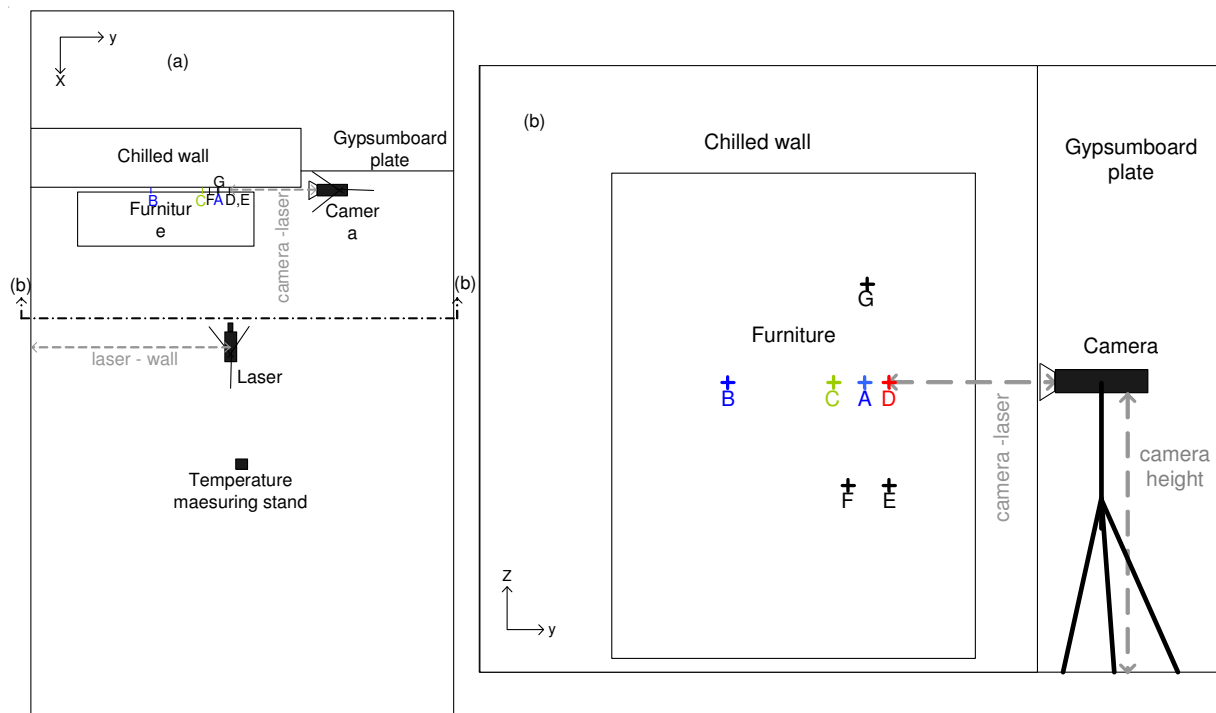 y
X
(a)
Chilled wall
Gypsumboard
plate
G
B
C
F
A
D,E
Furnitur
e
Camer
a
camera -laser
(b)
(b)
laser - wall
Laser
Temperature
maesuring stand
(b)
Chilled wall
Gypsumboard
plate
G
Furniture
Camera
B
C
A
D
camera -laser
camera
height
F
E
Z
y